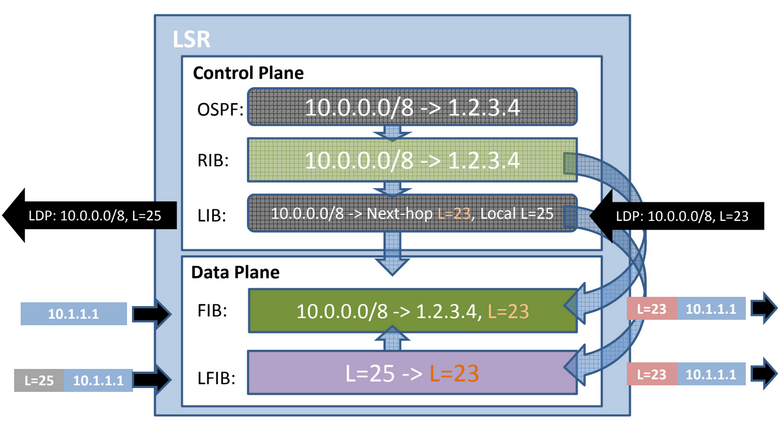 LSR
Control Plane
OSPF: 10.0.0.0/8 -> 1.2.3.4
RIB: 10.0.0.0/8 -> 1.2.3.4
LDP: 10.0.0.0/8, L=25
LIB: 10.0.0.0/8 -> Next-hop L=23, Local L=25
LDP: 10.0.0.0/8, L=23
Data Plane
10.1.1.1
FIB: 10.0.0.0/8 -> 1.2.3.4, L=23
L=23 10.1.1.1
L=25 10.1.1.1
LFIB: L=25 -> L=23
L=23 10.1.1.1